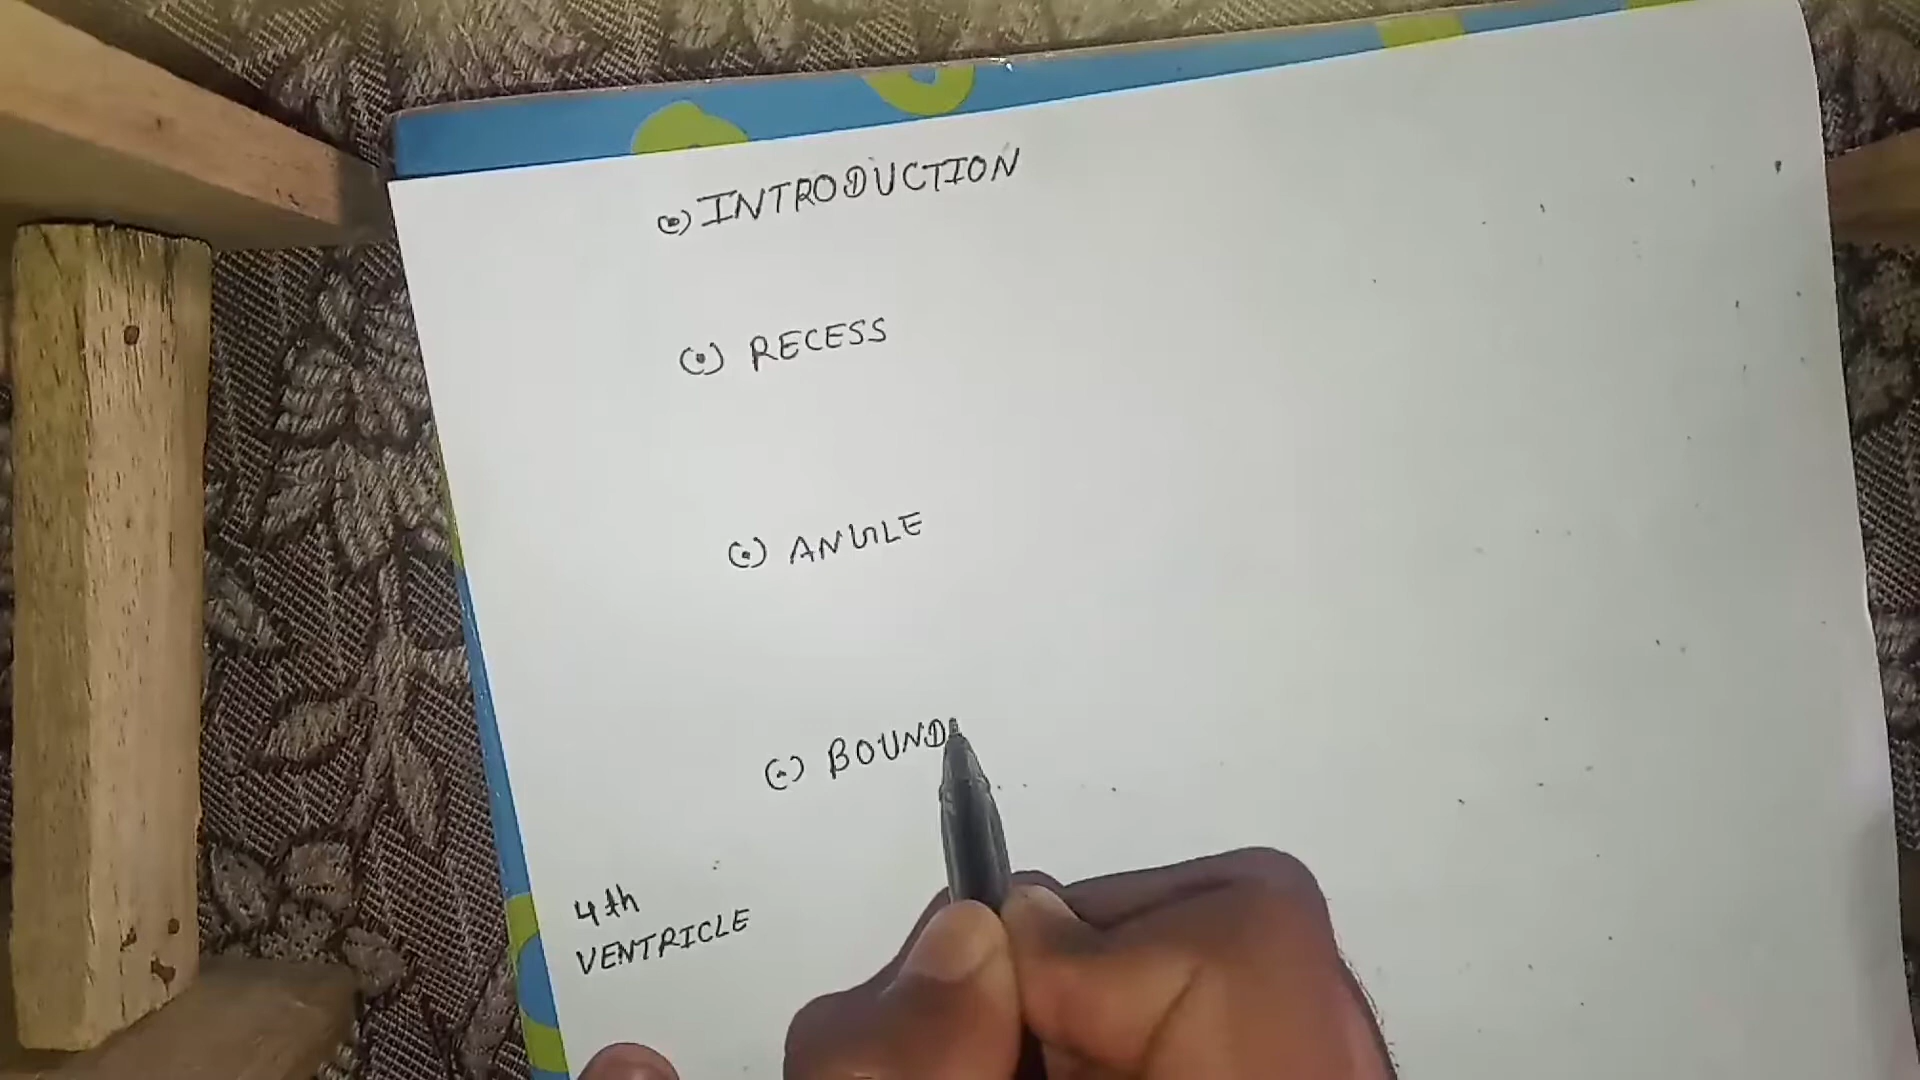 INTRODUCTION
RECESS
ANGLE
BOUND
4th
VENTRICLE